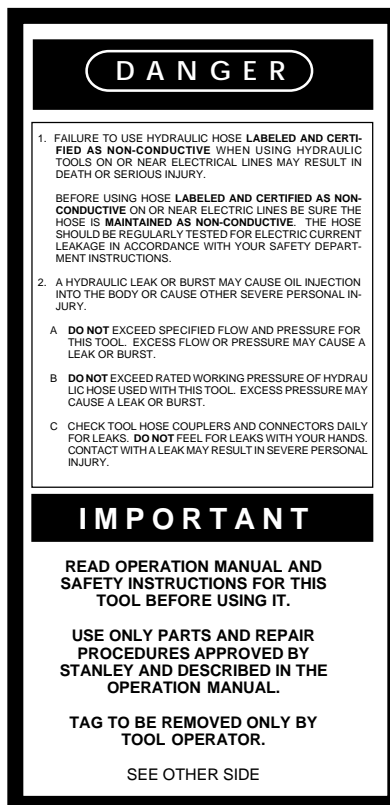 DANGER
1. FAILURE TO USE HYDRAULIC HOSE LABELED AND CERTI-
FIED AS NON-CONDUCTIVE WHEN USING HYDRAULIC
TOOLS ON OR NEAR ELECTRICAL LINES MAY RESULT IN
DEATH OR SERIOUS INJURY.
BEFORE USING HOSE LABELED AND CERTIFIED AS NON-
CONDUCTIVE ON OR NEAR ELECTRIC LINES BE SURE THE
HOSE IS MAINTAINED AS NON-CONDUCTIVE. THE HOSE
SHOULD BE REGULARLY TESTED FOR ELECTRIC CURRENT
LEAKAGE IN ACCORDANCE WITH YOUR SAFETY DEPART-
MENT INSTRUCTIONS.
2. A HYDRAULIC LEAK OR BURST MAY CAUSE OIL INJECTION
INTO THE BODY OR CAUSE OTHER SEVERE PERSONAL IN-
JURY.
A DO NOT EXCEED SPECIFIED FLOW AND PRESSURE FOR
THIS TOOL. EXCESS FLOW OR PRESSURE MAY CAUSE A
LEAK OR BURST.
B DO NOT EXCEED RATED WORKING PRESSURE OF HYDRAU
LIC HOSE USED WITH THIS TOOL. EXCESS PRESSURE MAY
CAUSE A LEAK OR BURST.
C CHECK TOOL HOSE COUPLERS AND CONNECTORS DAILY
FOR LEAKS. DO NOT FEEL FOR LEAKS WITH YOUR HANDS.
CONTACT WITH A LEAK MAY RESULT IN SEVERE PERSONAL
INJURY.
IMPORTANT
READ OPERATION MANUAL AND
SAFETY INSTRUCTIONS FOR THIS
TOOL BEFORE USING IT.
USE ONLY PARTS AND REPAIR
PROCEDURES APPROVED BY
STANLEY AND DESCRIBED IN THE
OPERATION MANUAL.
TAG TO BE REMOVED ONLY BY
TOOL OPERATOR.
SEE OTHER SIDE